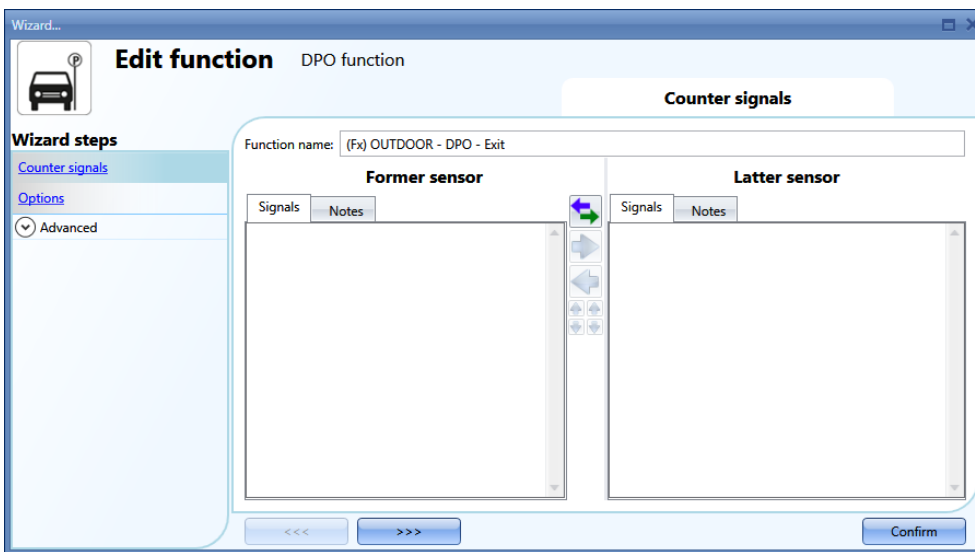 Wizard...
P
Edit function DPO function
Counter signals
Wizard steps
Counter signals
Options
Advanced
Function name: (Fx) OUTDOOR - DPO - Exit
Former sensor
Latter sensor
Signals Notes
Signals Notes
<<< >>> Confirm